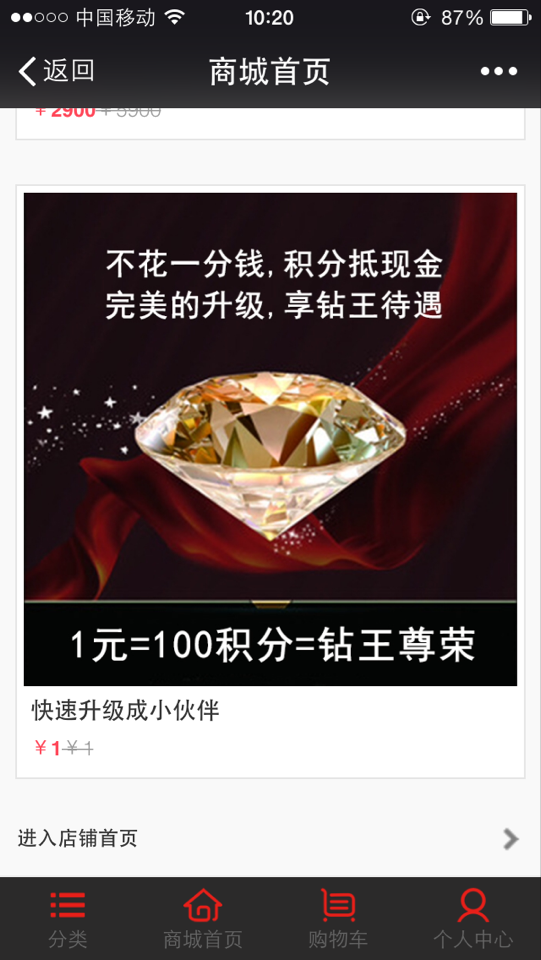 中国移动 10:20 87%
返回 商城首页
￥2900 ￥5900
不花一分钱,积分抵现金
完美的升级,享钻王待遇
1元=100积分=钻王尊荣
快速升级成小伙伴
￥1 ￥1
进入店铺首页
分类 商城首页 购物车 个人中心